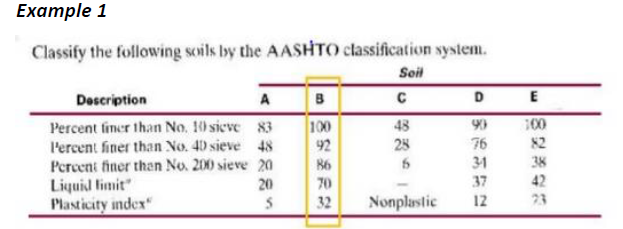 Example 1
Classify the following soils by the AASHTO classification system.
Soil
Description A B C D E
Percent finer than No. 10 sieve 83 100 48 90 100
Percent finer than No. 40 sieve 48 92 28 76 82
Percent finer than No. 200 sieve 20 86 6 34 38
Liquid limitª 20 70 — 37 42
Plasticity indexª 5 32 Nonplastic 12 23